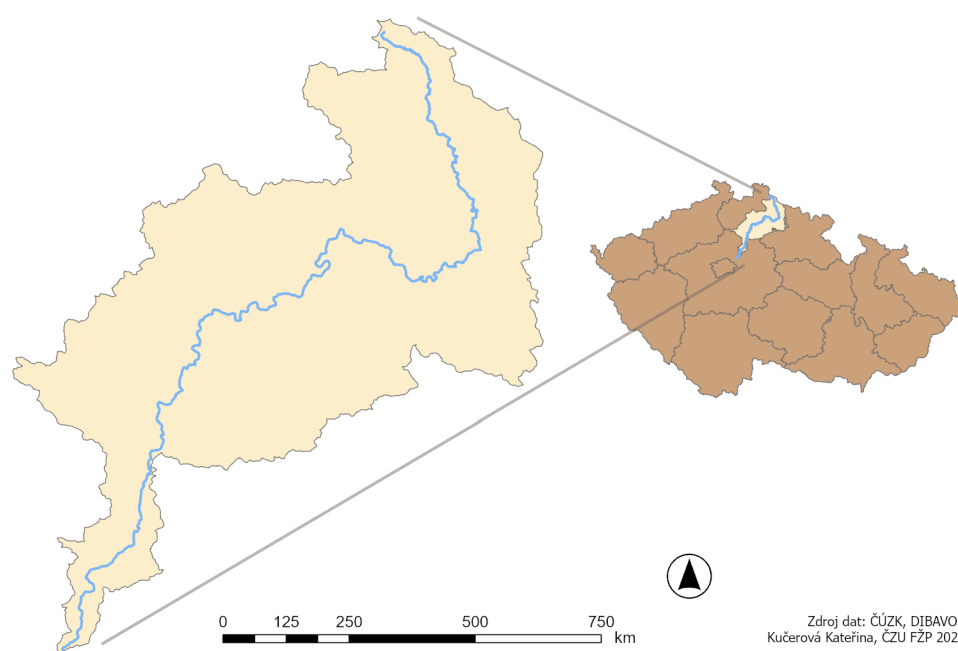 0 125 250 500 750
km
Zdroj dat: ČÚZK, DIBAVO
Kučerová Kateřina, ČZU FŽP 202